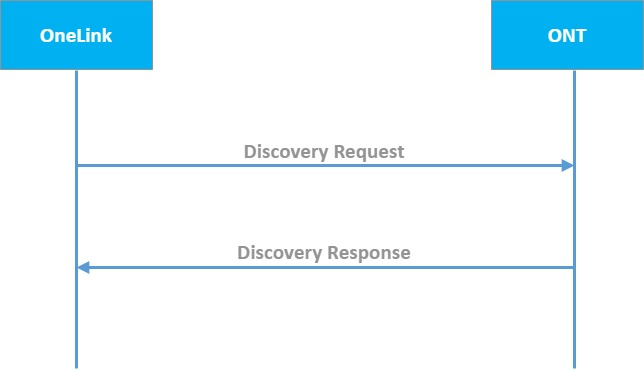 OneLink
ONT
Discovery Request
Discovery Response